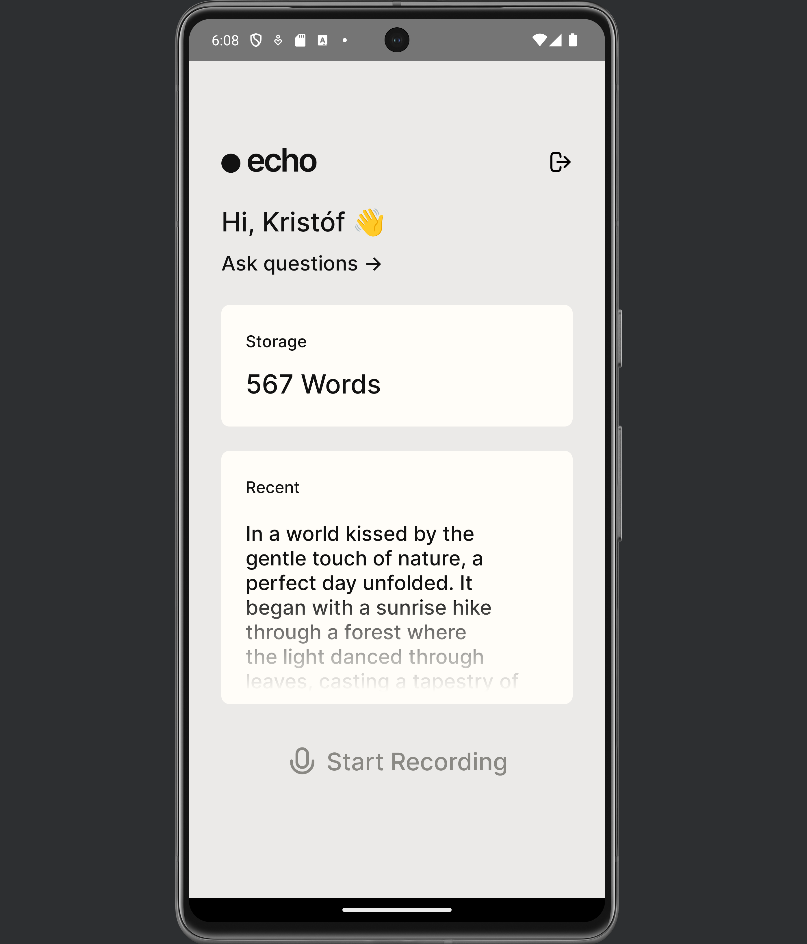 6:08
echo
Hi, Kristóf 👋
Ask questions →
Storage
567 Words
Recent
In a world kissed by the
gentle touch of nature, a
perfect day unfolded. It
began with a sunrise hike
through a forest where
the light danced through
leaves, casting a tapestry of
Start Recording